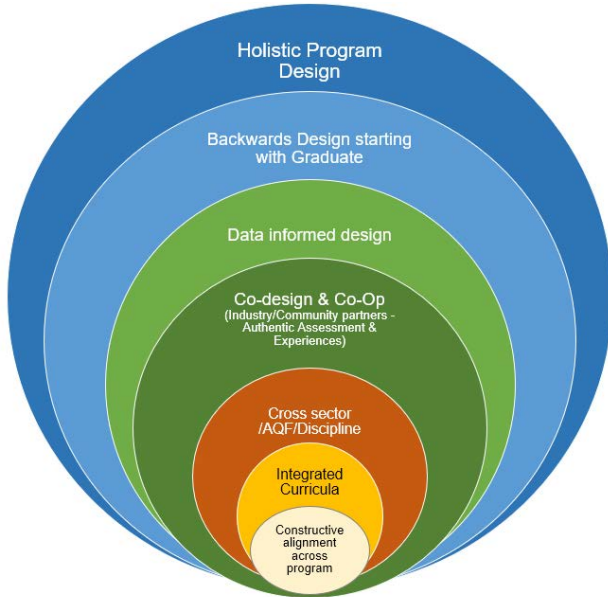 Holistic Program
Design
Backwards Design starting
with Graduate
Data informed design
Co-design & Co-Op
(Industry/Community partners -
Authentic Assessment &
Experiences)
Cross sector
/AQF/Discipline
Integrated
Curricula
Constructive
alignment
across
program